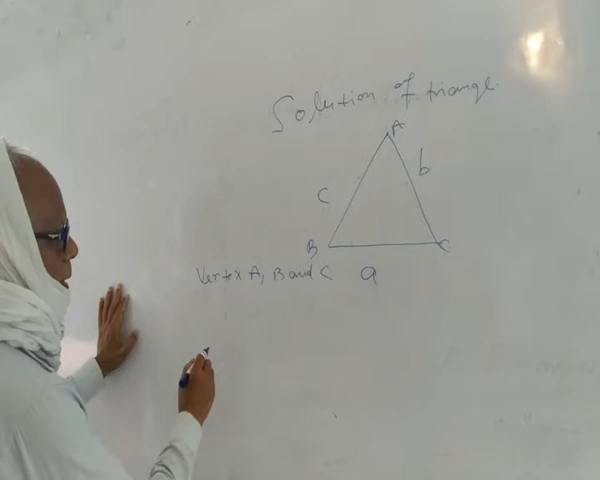 Solution of triangle.
A
b
c
B
C
Vertex A, B and C
a